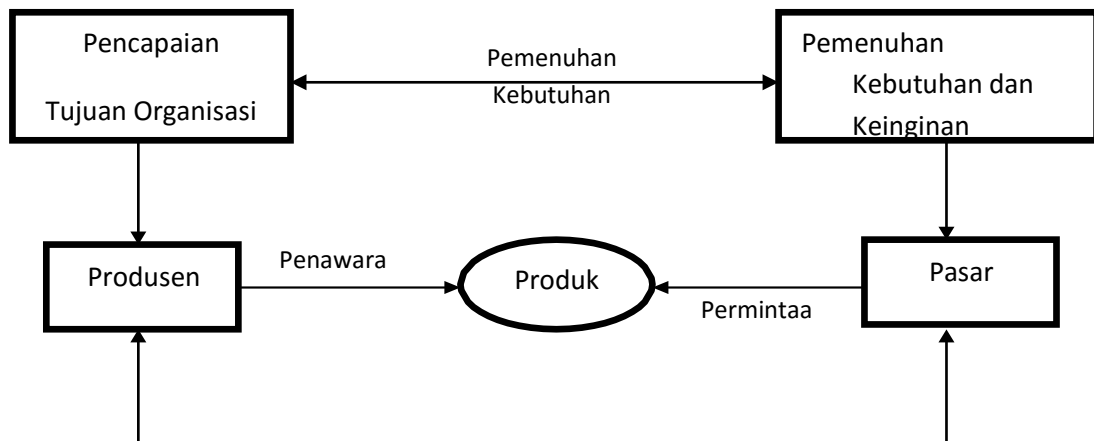 Pencapaian
Tujuan Organisasi
Pemenuhan
Kebutuhan
Pemenuhan
Kebutuhan dan
Keinginan
Produsen
Penawara
Produk
Permintaa
Pasar